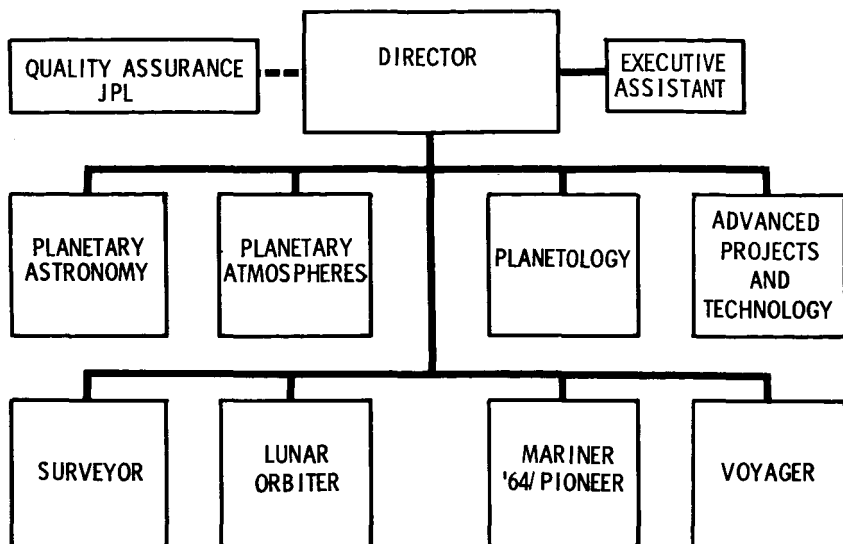 DIRECTOR
QUALITY ASSURANCE
JPL
EXECUTIVE
ASSISTANT
PLANETARY
ASTRONOMY
PLANETARY
ATMOSPHERES
PLANETOLOGY
ADVANCED
PROJECTS
AND
TECHNOLOGY
SURVEYOR
LUNAR
ORBITER
MARINER
'64/PIONEER
VOYAGER